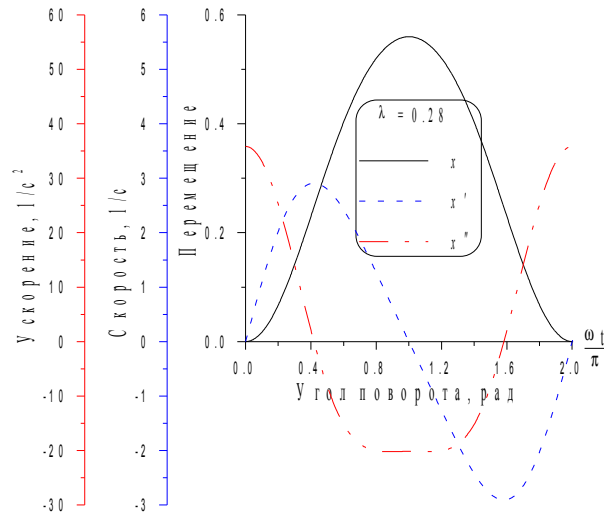 60
50
40
30
20
10
0
-10
-20
-30
Ускорение, 1/с²
6
5
4
3
2
1
0
-1
-2
-3
Скорость, 1/с
0.6
0.4
0.2
0.0
Перемещение
λ = 0.28
x
x'
x"
0.0 0.4 0.8 1.2 1.6 2.0
ωt
π
Угол поворота, рад